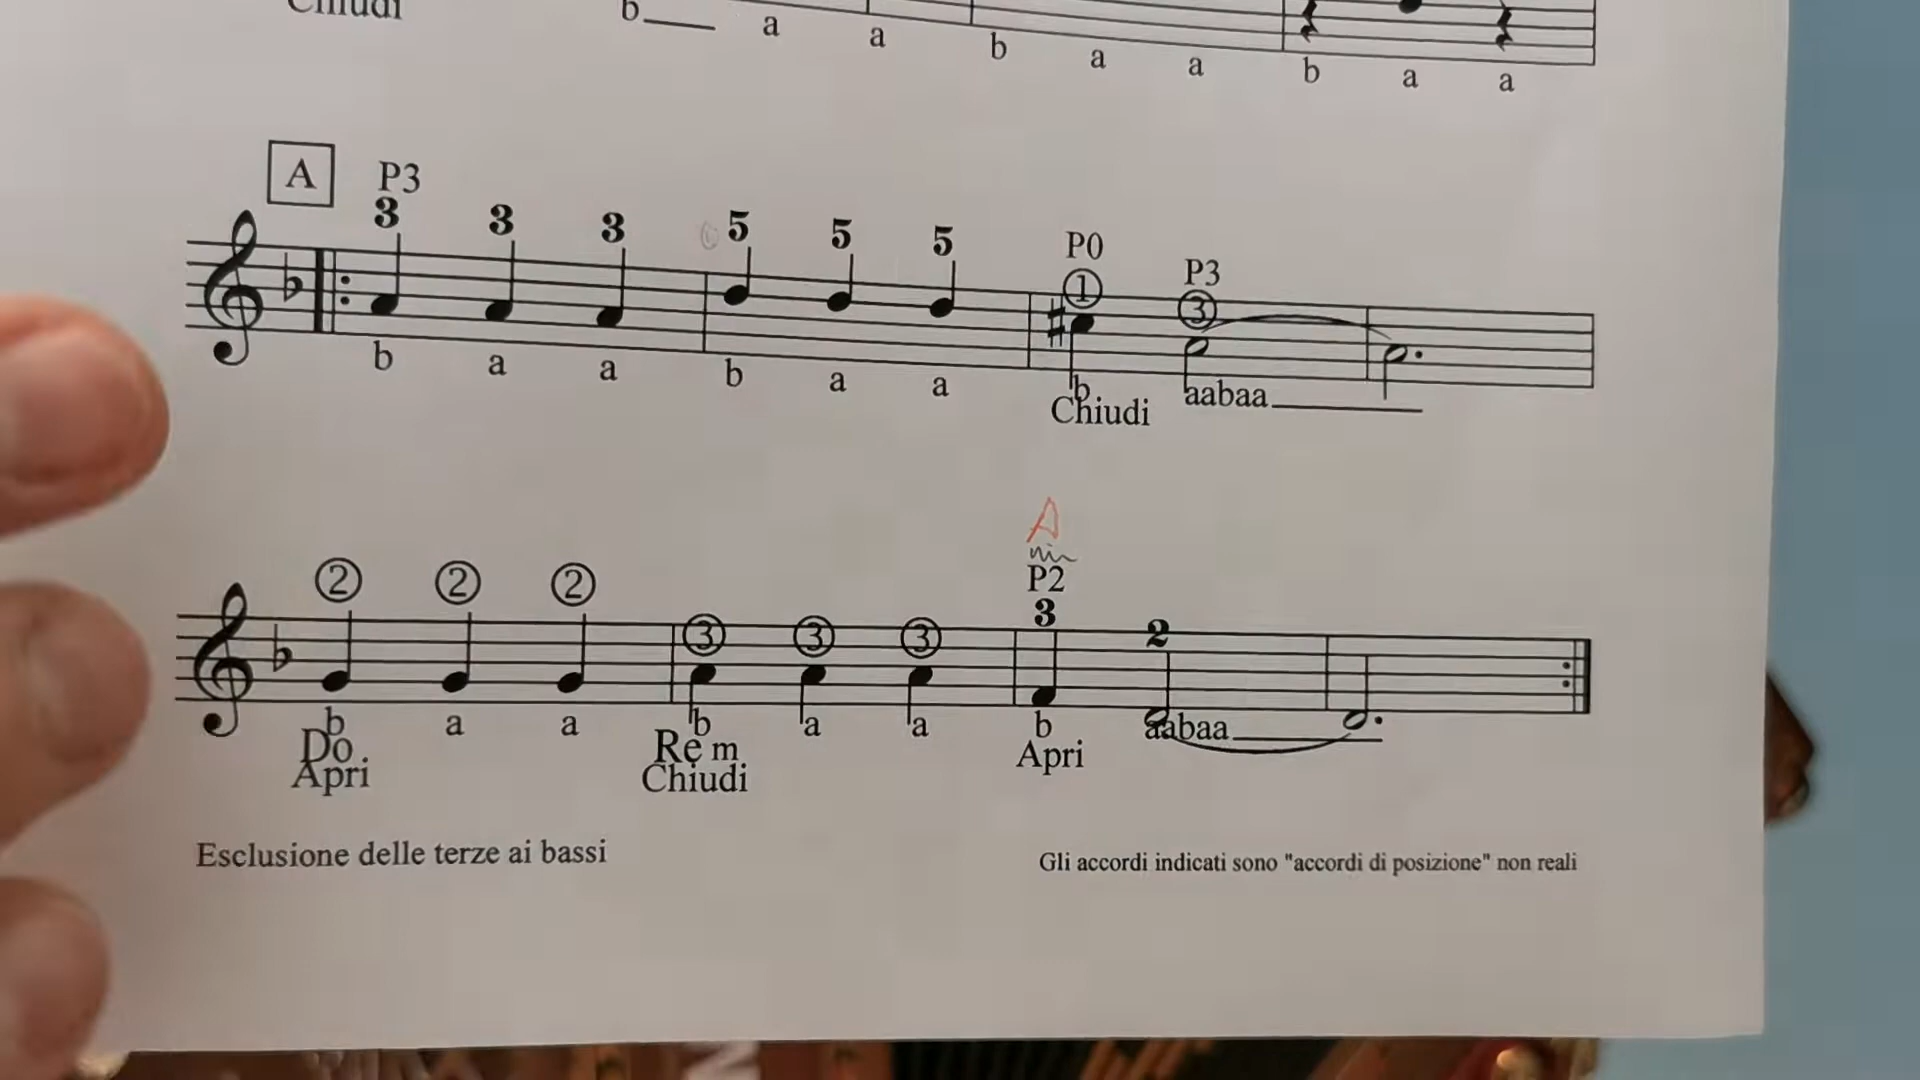 Chiudi
b a a b a a b a a
A P3
3 3 3 5 5 5 P0 P3
① ③
b a a b a a b aabaa
Chiudi
A
min
P2
② ② ② ③ ③ ③ 3 2
b a a b a a b aabaa
Do Re m
Apri Chiudi Apri
Esclusione delle terze ai bassi
Gli accordi indicati sono "accordi di posizione" non reali